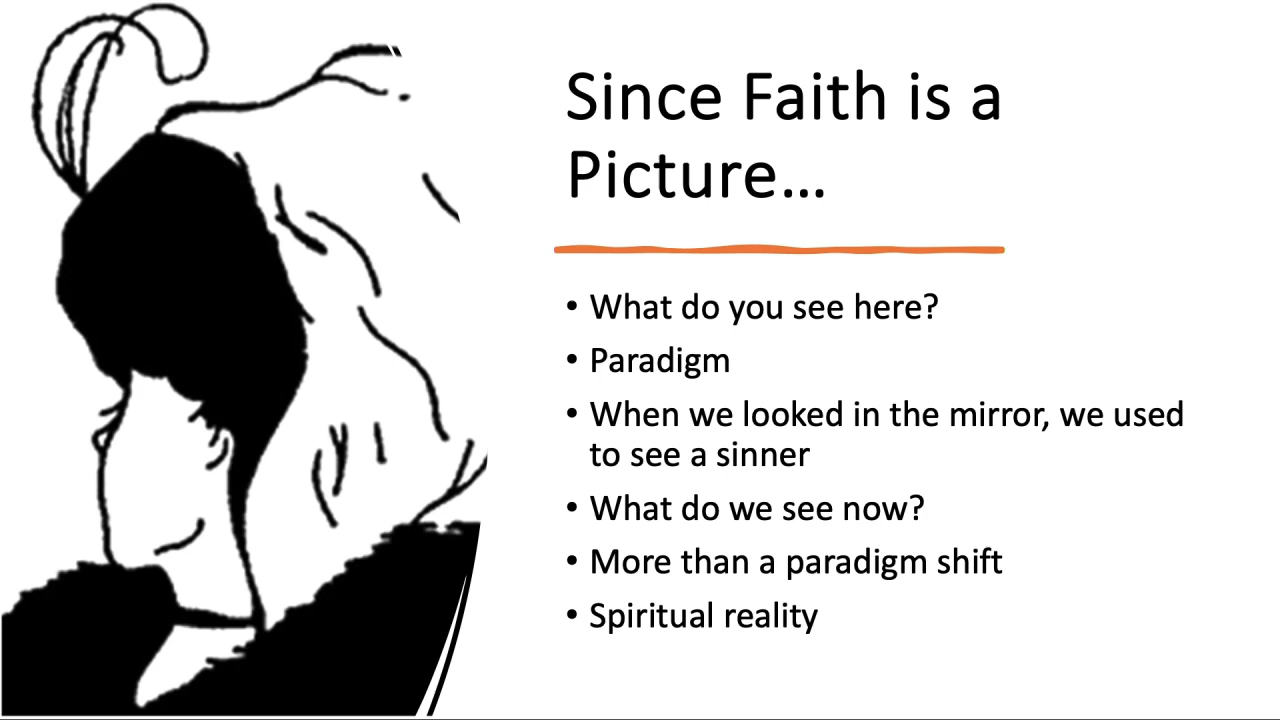 Since Faith is a
Picture…
• What do you see here?
• Paradigm
• When we looked in the mirror, we used
to see a sinner
• What do we see now?
• More than a paradigm shift
• Spiritual reality